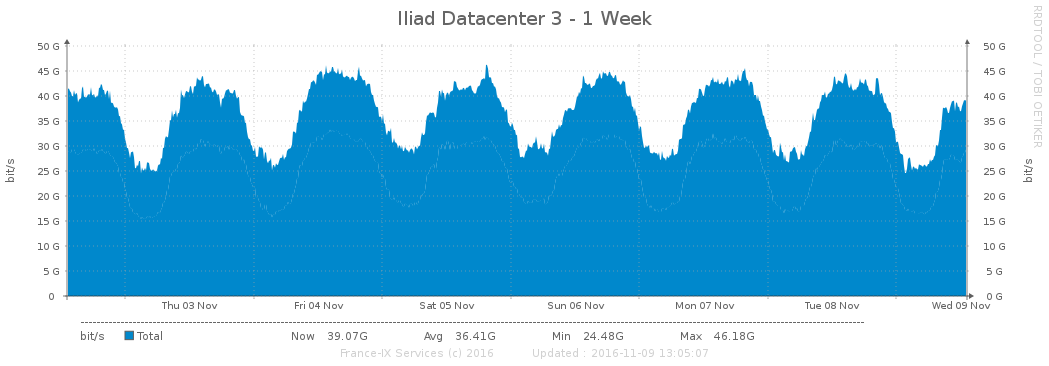 Iliad Datacenter 3 - 1 Week
RRDTOOL / TOBI OETIKER
bit/s
bit/s
50 G 50 G
45 G 45 G
40 G 40 G
35 G 35 G
30 G 30 G
25 G 25 G
20 G 20 G
15 G 15 G
10 G 10 G
5 G 5 G
0 0 G
Thu 03 Nov Fri 04 Nov Sat 05 Nov Sun 06 Nov Mon 07 Nov Tue 08 Nov Wed 09 Nov
bit/s Total Now 39.07G Avg 36.41G Min 24.48G Max 46.18G
France-IX Services (c) 2016 Updated : 2016-11-09 13:05:07